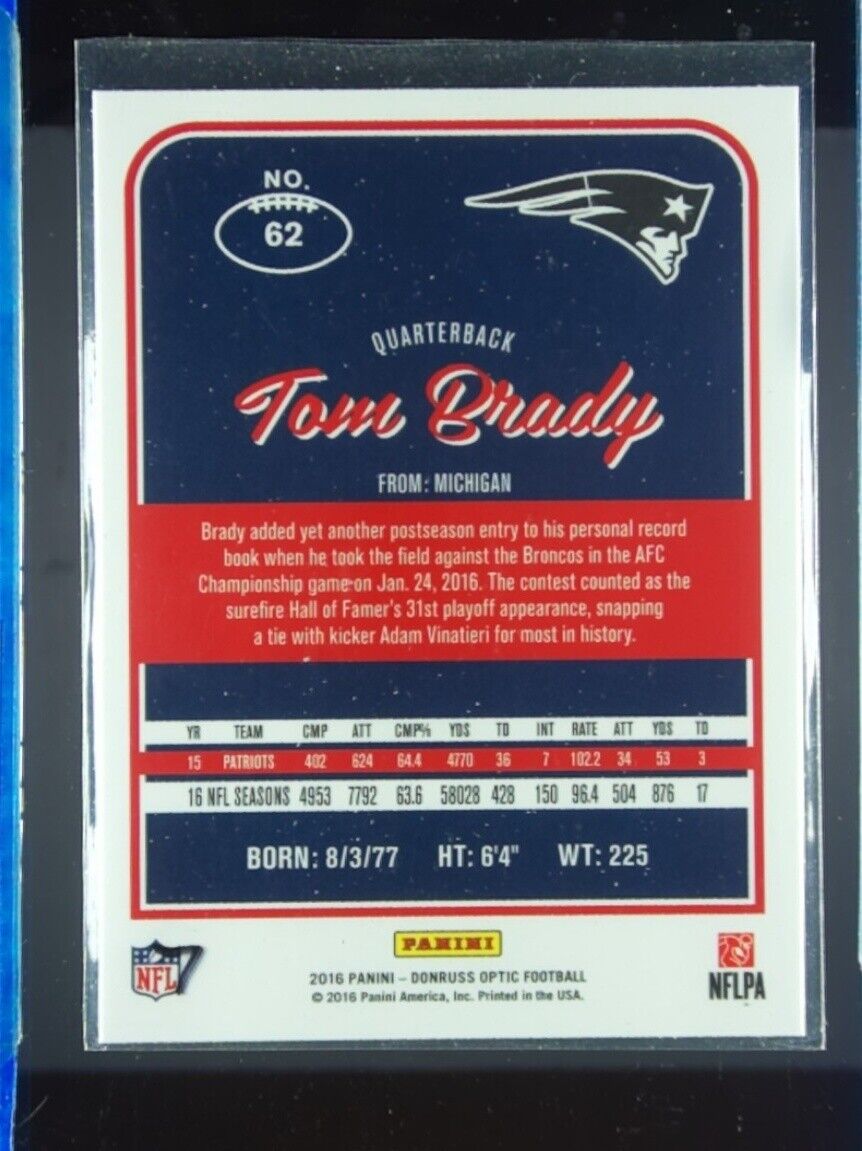 NO.
62
QUARTERBACK
Tom Brady
FROM: MICHIGAN
Brady added yet another postseason entry to his personal record
book when he took the field against the Broncos in the AFC
Championship game on Jan. 24, 2016. The contest counted as the
surefire Hall of Famer's 31st playoff appearance, snapping
a tie with kicker Adam Vinatieri for most in history.
YR TEAM CMP ATT CMP% YDS TD INT RATE ATT YDS TD
15 PATRIOTS 402 624 64.4 4770 36 7 102.2 34 53 3
16 NFL SEASONS 4953 7792 63.6 58028 428 150 96.4 504 876 17
BORN: 8/3/77 HT: 6'4" WT: 225
NFL
PANINI
NFLPA
2016 PANINI – DONRUSS OPTIC FOOTBALL
© 2016 Panini America, Inc. Printed in the USA.